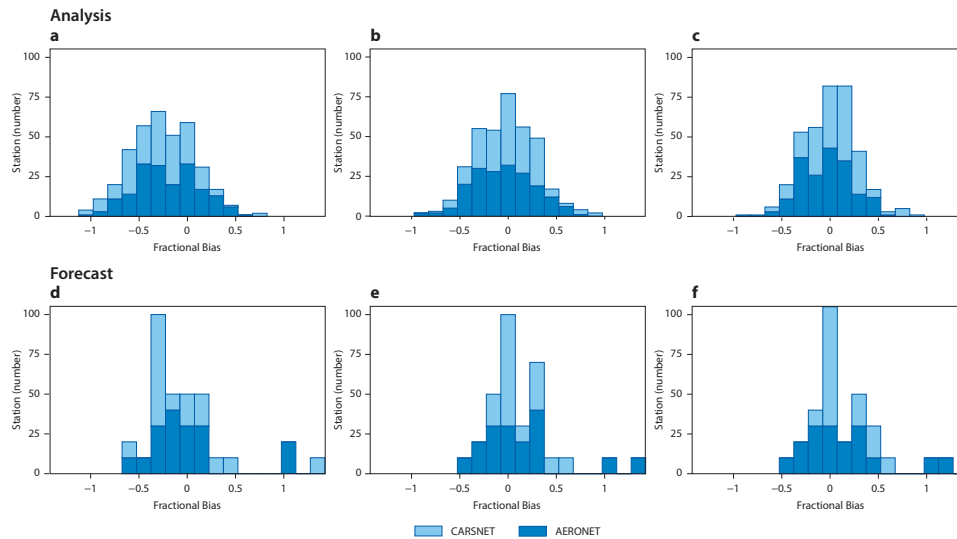 Analysis
a
b
c
100
75
50
25
0
Station (number)
−1
−0.5
0
0.5
1
Fractional Bias
100
75
50
25
0
Station (number)
−1
−0.5
0
0.5
1
Fractional Bias
100
75
50
25
0
Station (number)
−1
−0.5
0
0.5
1
Fractional Bias
Forecast
d
e
f
100
75
50
25
0
Station (number)
−1
−0.5
0
0.5
1
Fractional Bias
100
75
50
25
0
Station (number)
−1
−0.5
0
0.5
1
Fractional Bias
100
75
50
25
0
Station (number)
−1
−0.5
0
0.5
1
Fractional Bias
CARSNET
AERONET